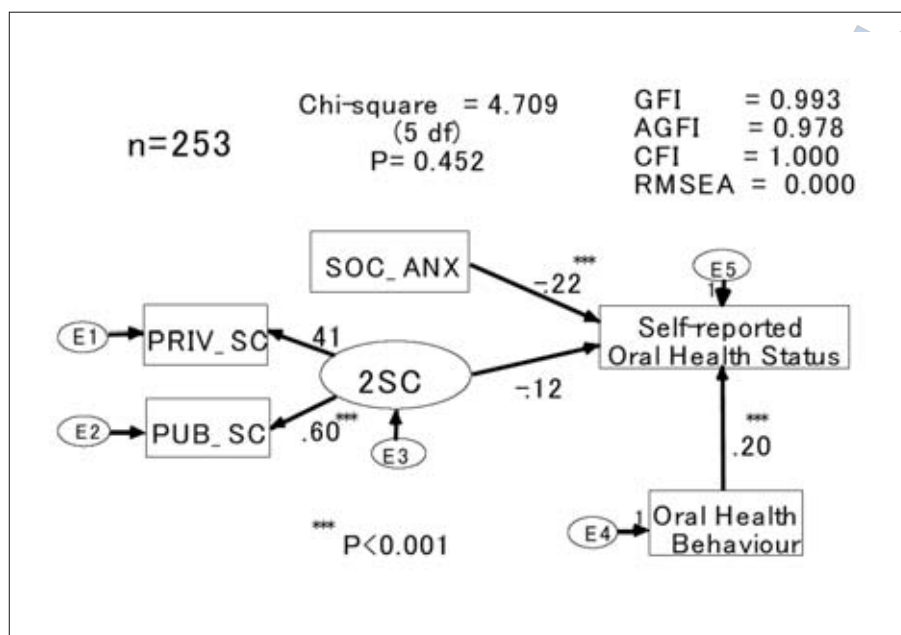 n=253
Chi-square = 4.709
(5 df)
P= 0.452
GFI = 0.993
AGFI = 0.978
CFI = 1.000
RMSEA = 0.000
SOC_ANX
***
-.22
E5
1
Self-reported
Oral Health Status
E1
PRIV_SC
.41
2SC
-.12
E2
PUB_SC
.60***
E3
***
.20
E4
1
Oral Health
Behaviour
*** P<0.001